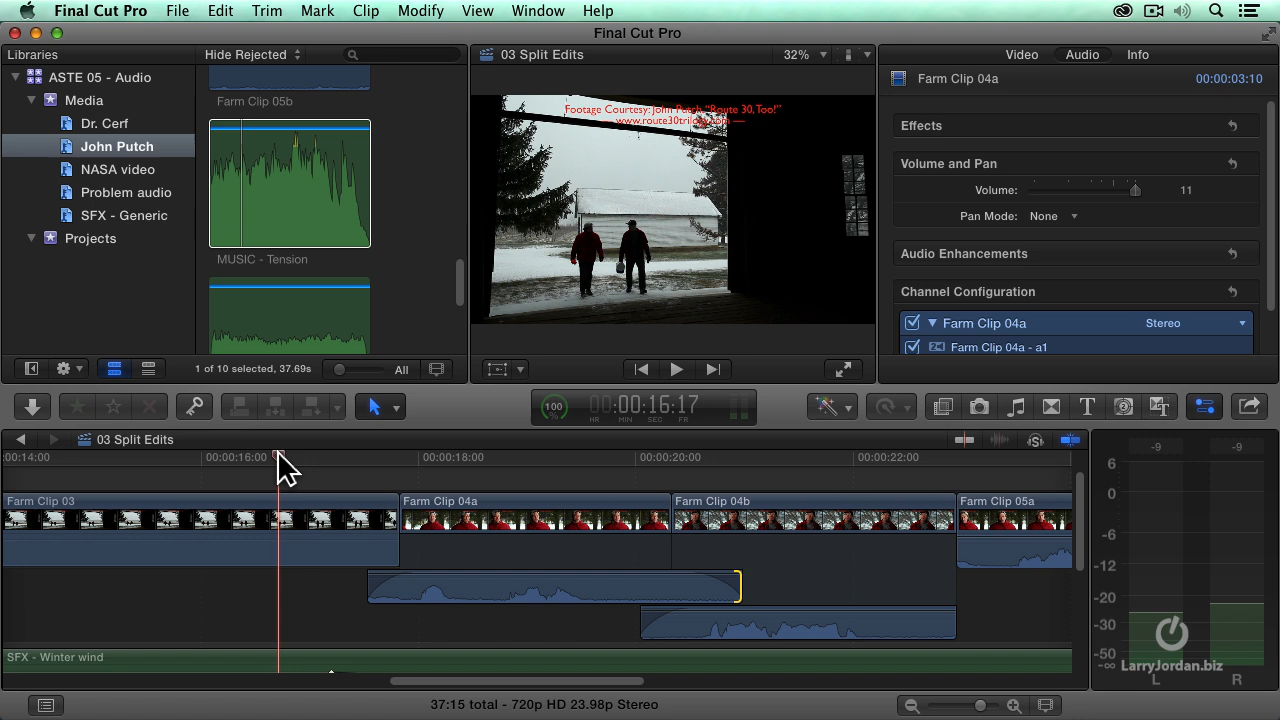 Final Cut Pro File Edit Trim Mark Clip Modify View Window Help
Final Cut Pro
Libraries
Hide Rejected
03 Split Edits
32%
Video Audio Info
ASTE 05 - Audio
Media
Dr. Cerf
John Putch
NASA video
Problem audio
SFX - Generic
Projects
Farm Clip 05b
MUSIC - Tension
1 of 10 selected, 37.69s
All
Footage Courtesy: John Putch "Route 30, Too!"
www.route30trilogy.com —
Farm Clip 04a
00:00:03:10
Effects
Volume and Pan
Volume: 11
Pan Mode: None
Audio Enhancements
Channel Configuration
Farm Clip 04a Stereo
Farm Clip 04a - a1
100
%
00:00:16:17
HR MIN SEC FR
03 Split Edits
:00:14:00 00:00:16:00 00:00:18:00 00:00:20:00 00:00:22:00
Farm Clip 03 Farm Clip 04a Farm Clip 04b Farm Clip 05a
SFX - Winter wind
-9 -9
6
0
-6
-12
-20
-30
-50
-∞
LarryJordan.biz
L R
37:15 total - 720p HD 23.98p Stereo